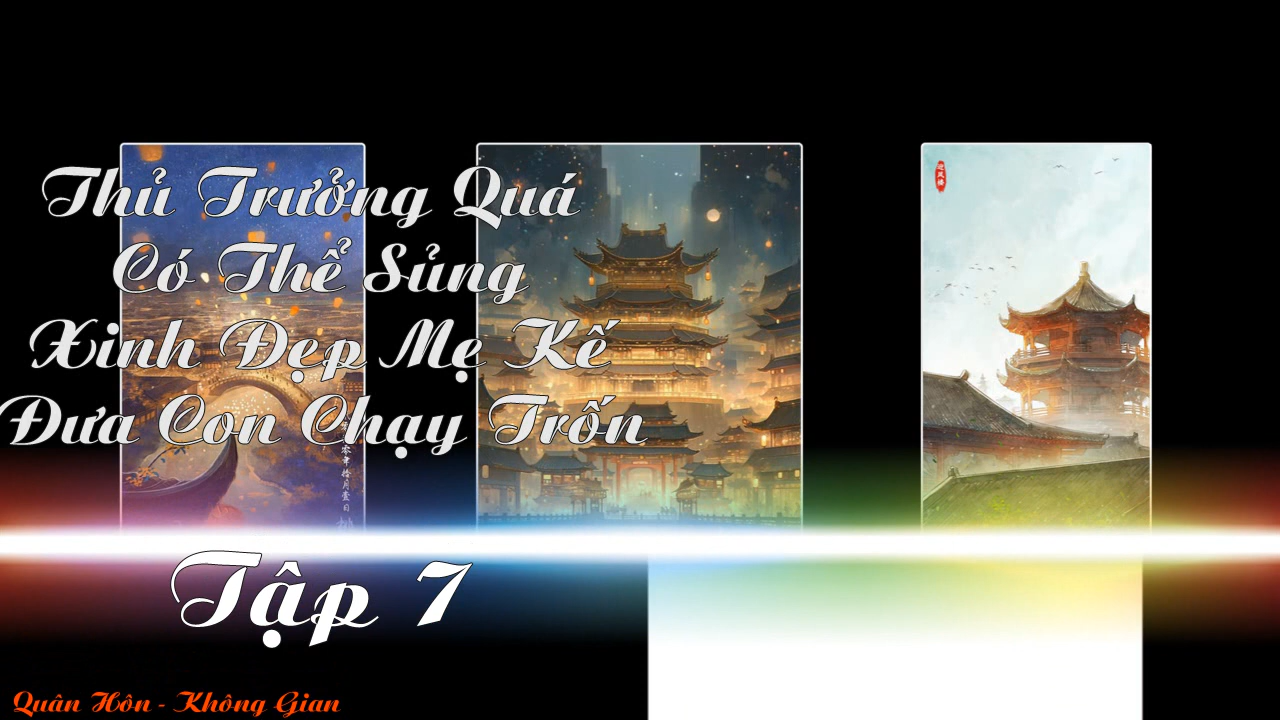 Thủ Trưởng Quá
Có Thể Sủng
Xinh Đẹp Mẹ Kế
Đưa Con Chạy Trốn
Tập 7
Quân Hôn - Không Gian